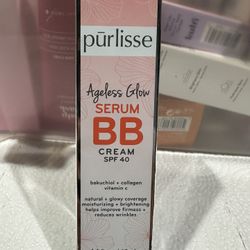 pūrlisse
Ageless Glow
SERUM
BB
CREAM
SPF 40
bakuchiol + collagen
vitamin c
natural + glowy coverage
moisturizing + brightening
helps improve firmness +
reduces wrinkles